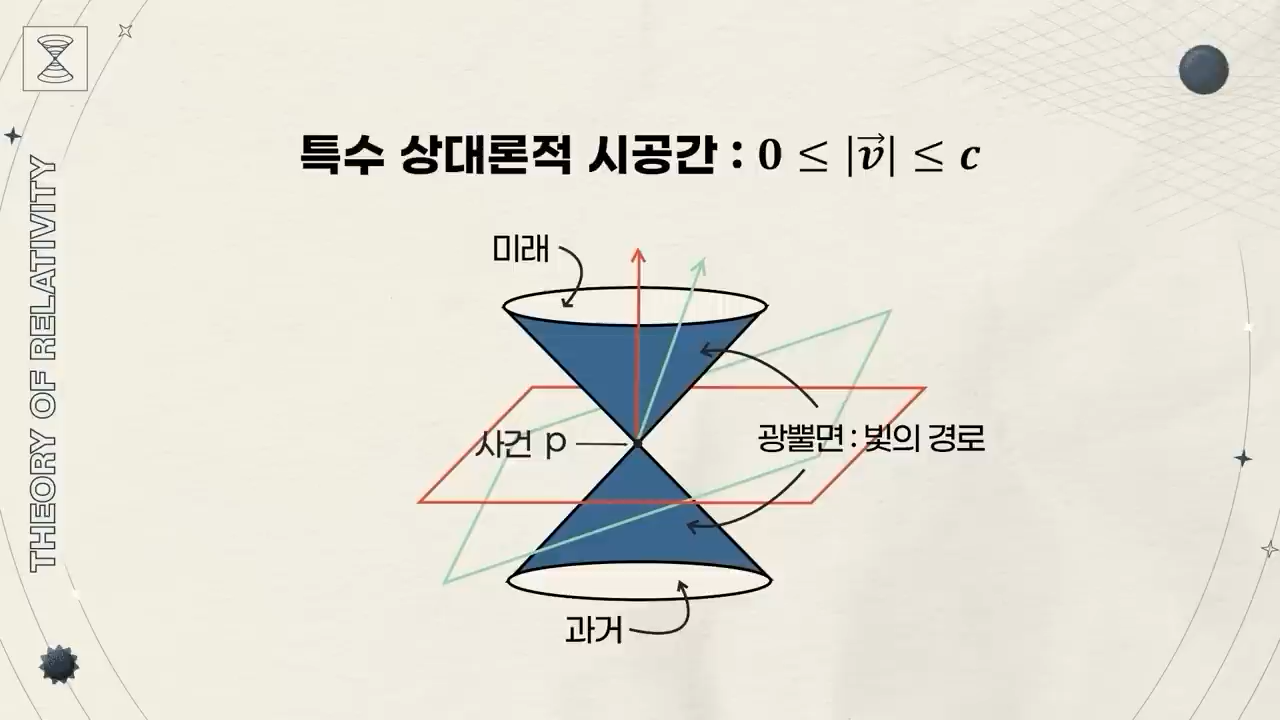 THEORY OF RELATIVITY
특수 상대론적 시공간 : 0 ≤ |v⃗| ≤ c
미래
사건 p
광뿔면 : 빛의 경로
과거